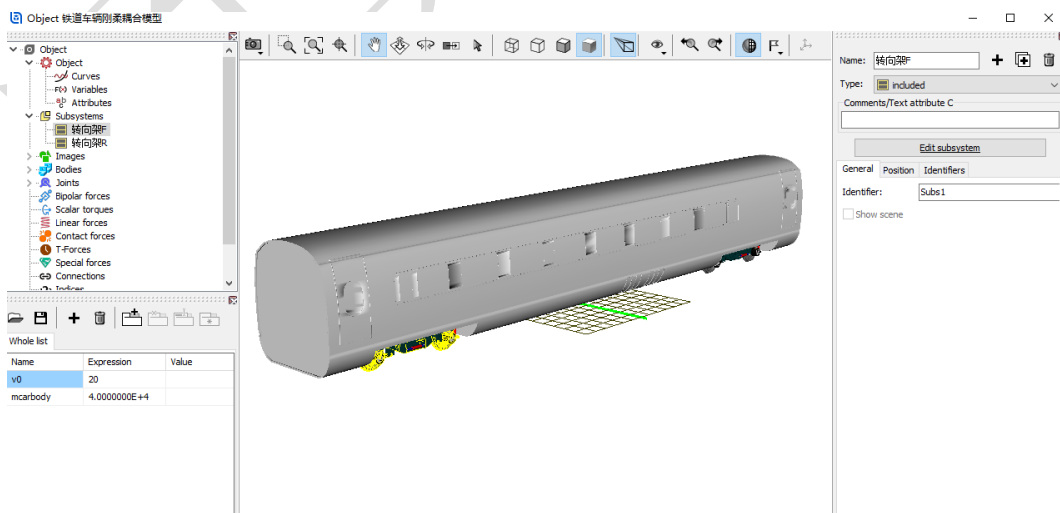 Object 铁道车辆刚柔耦合模型
Object
Object
Curves
F(x) Variables
ab Attributes
c
Subsystems
转向架F
转向架R
Images
Bodies
Joints
Bipolar forces
Scalar torques
Linear forces
Contact forces
T-Forces
Special forces
Connections
Indices
Whole list
Name Expression Value
v0 20
mcarbody 4.0000000E+4
Name: 转向架F
Type: included
Comments/Text attribute C
Edit subsystem
General Position Identifiers
Identifier: Subs1
Show scene